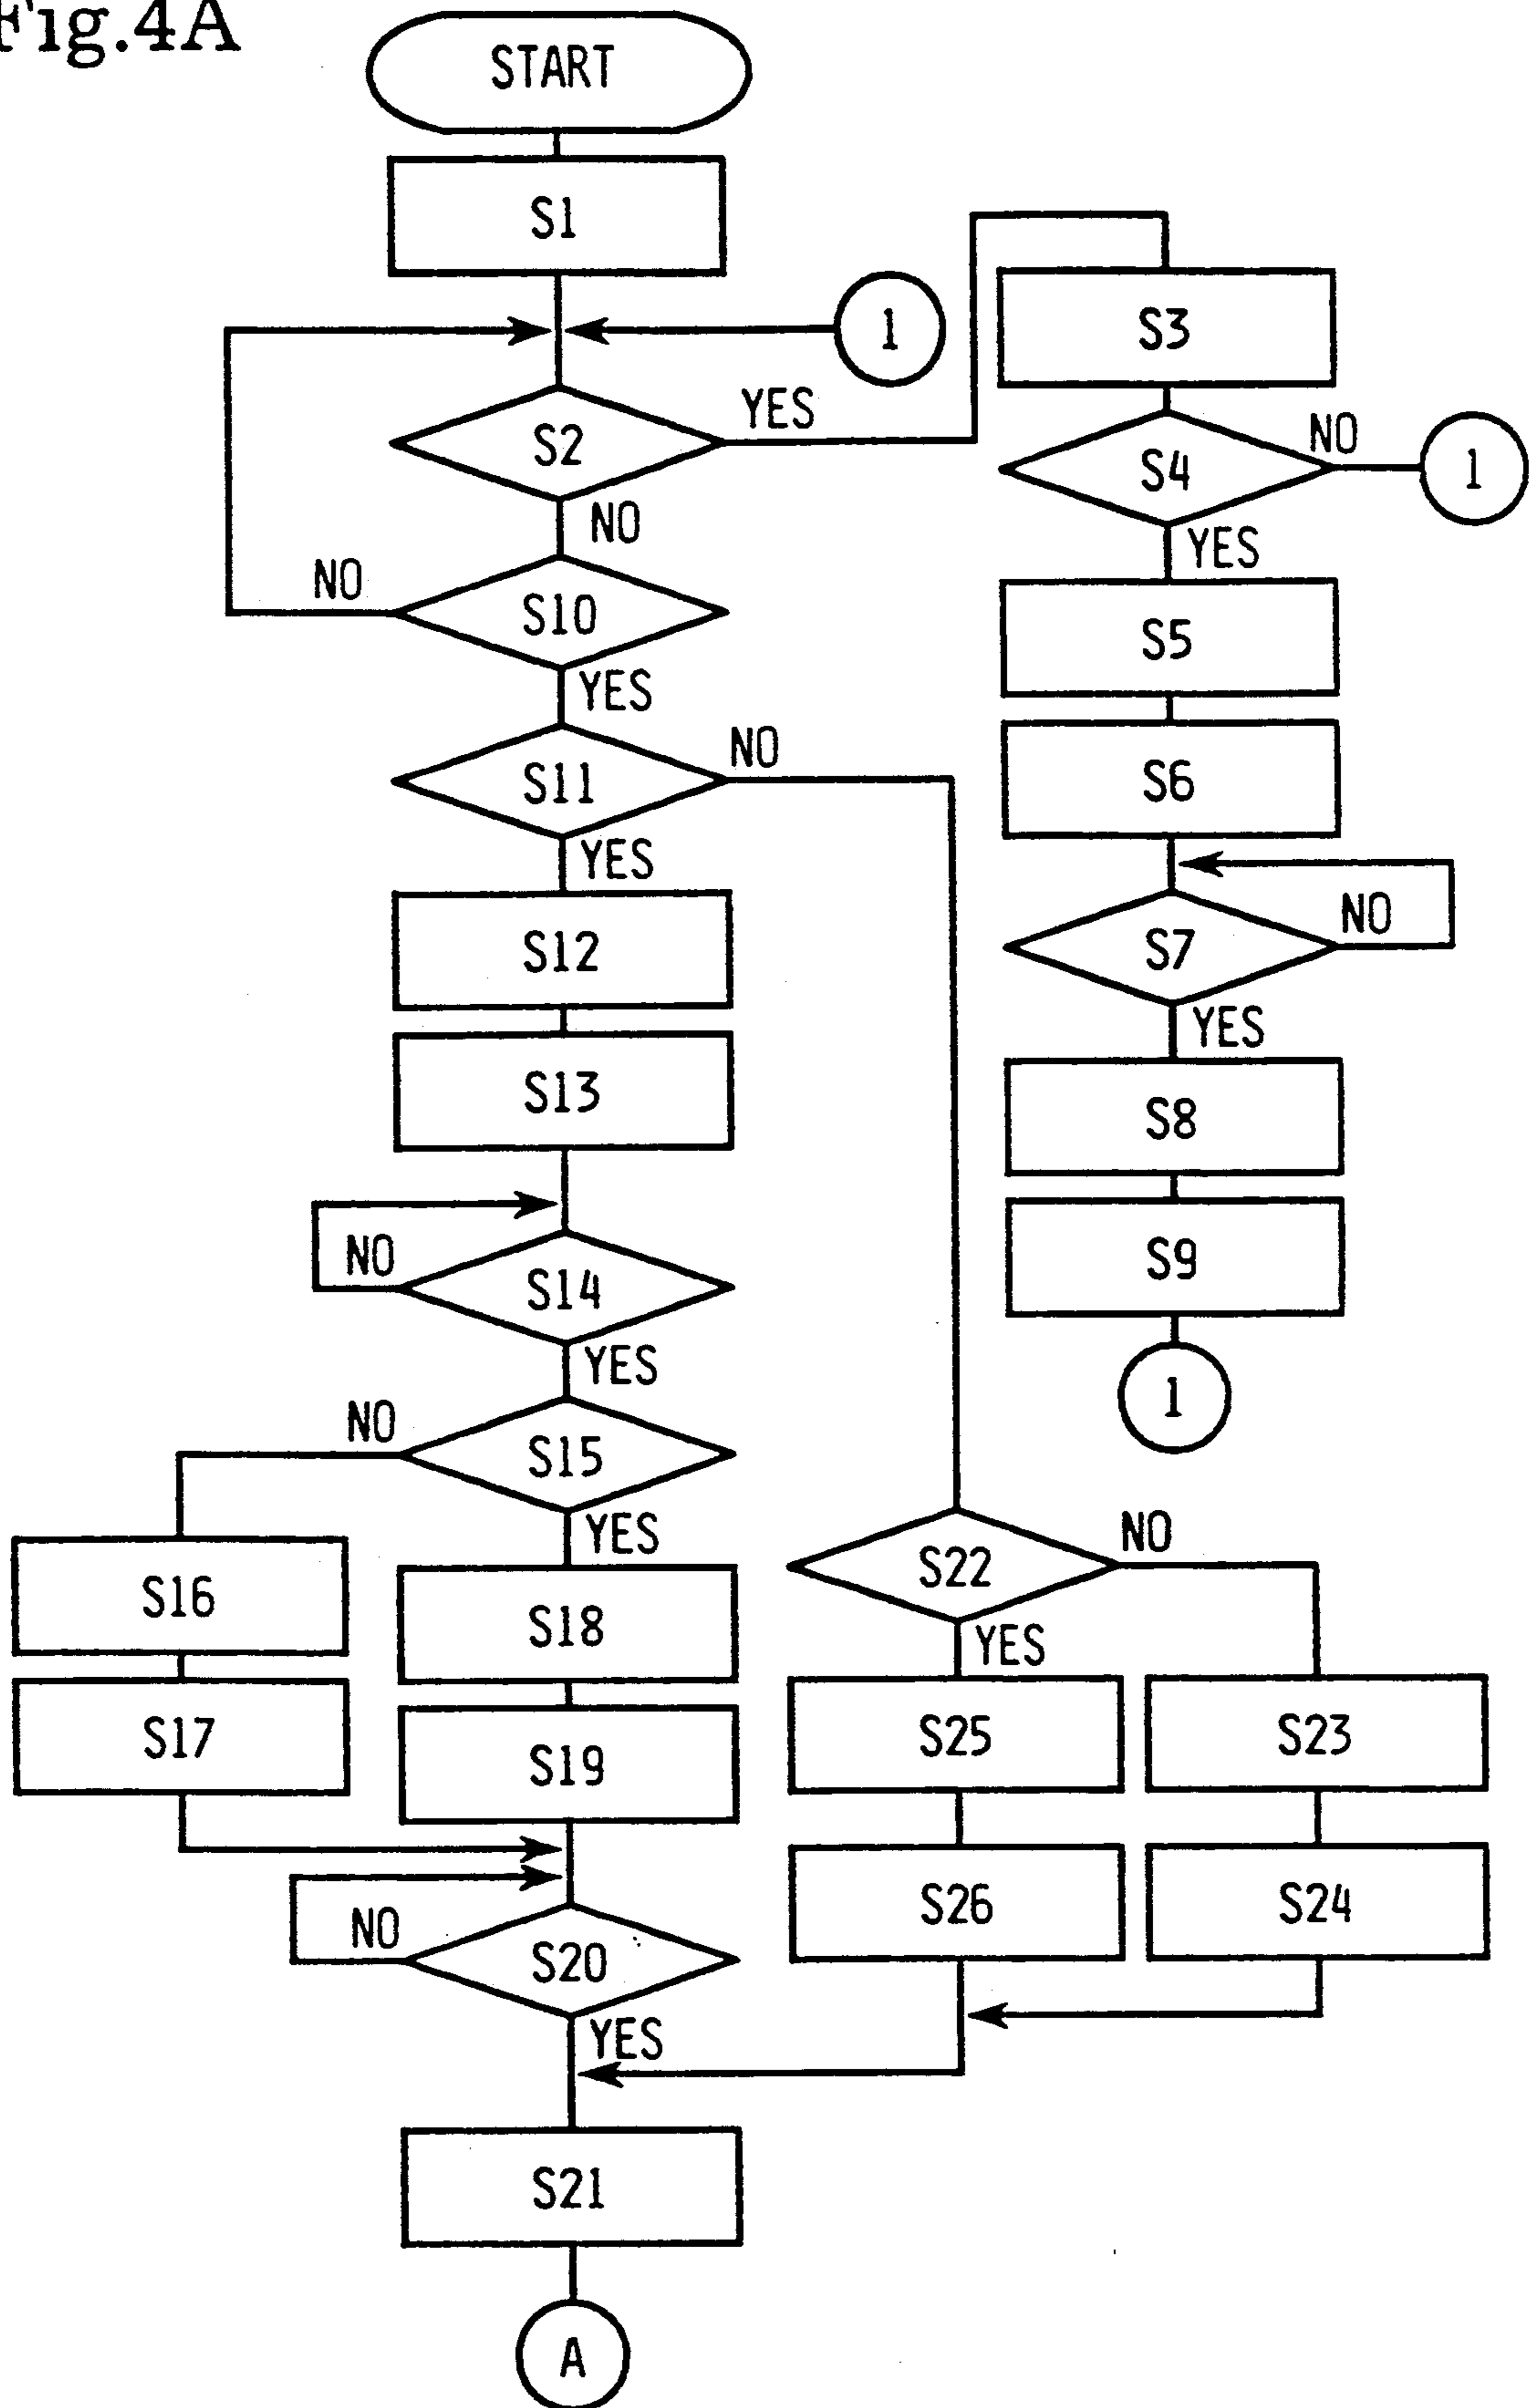 Fig.4A
START
S1
1
S3
S2
YES
S4
NO
1
NO
YES
NO
S10
S5
YES
S11
NO
S6
YES
S12
S7
NO
YES
S13
S8
NO
S14
S9
YES
1
NO
S15
YES
S22
NO
S16
S18
YES
S17
S19
S25
S23
NO
S20
S26
S24
YES
S21
A